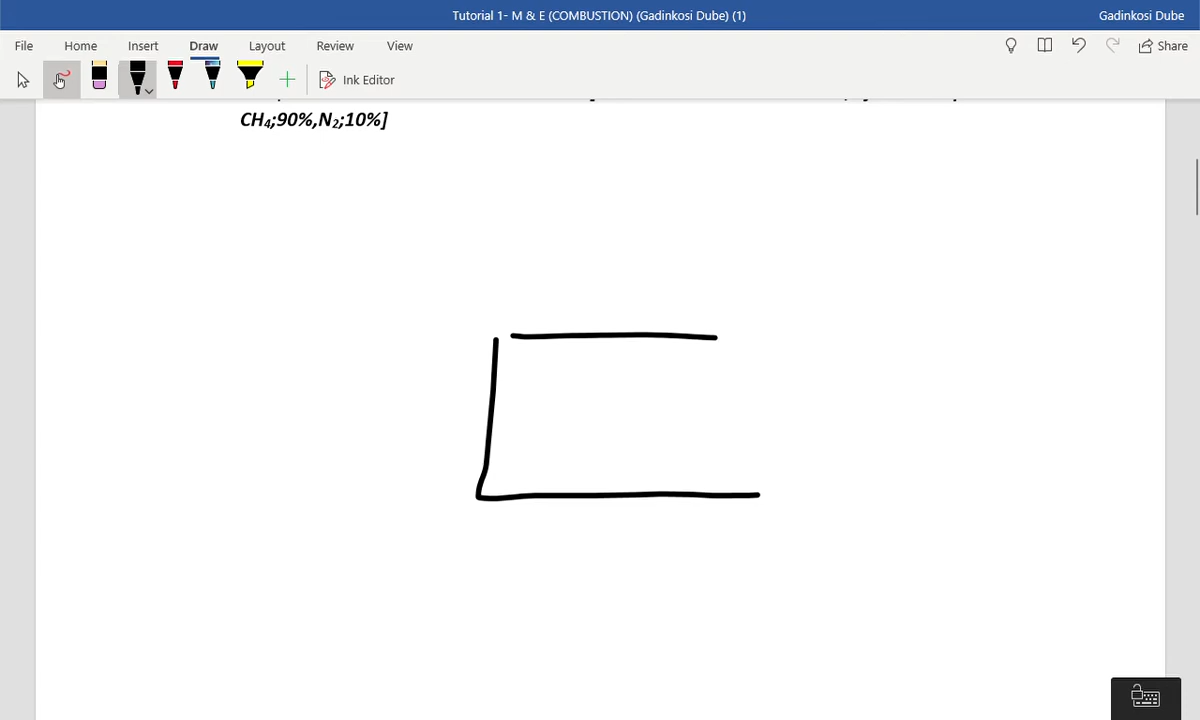 Tutorial 1- M & E (COMBUSTION) (Gadinkosi Dube) (1)
Gadinkosi Dube
File Home Insert Draw Layout Review View
Share
Ink Editor
CH₄;90%,N₂;10%]